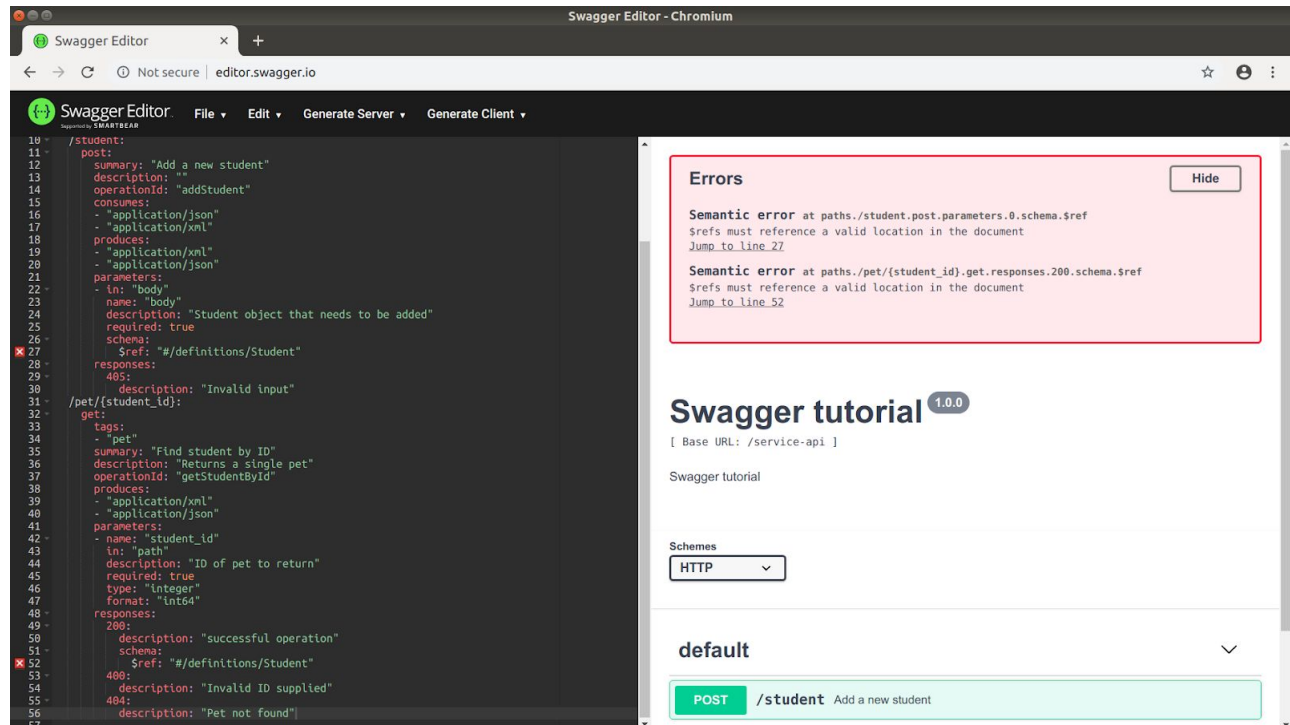 Swagger Editor - Chromium
Swagger Editor × +
Not secure | editor.swagger.io
{···} Swagger Editor. File ▾ Edit ▾ Generate Server ▾ Generate Client ▾
Supported by SMARTBEAR
10 /student:
11 post:
12 summary: "Add a new student"
13 description: ""
14 operationId: "addStudent"
15 consumes:
16 - "application/json"
17 - "application/xml"
18 produces:
19 - "application/xml"
20 - "application/json"
21 parameters:
22 - in: "body"
23 name: "body"
24 description: "Student object that needs to be added"
25 required: true
26 schema:
27 $ref: "#/definitions/Student"
28 responses:
29 405:
30 description: "Invalid input"
31 /pet/{student_id}:
32 get:
33 tags:
34 - "pet"
35 summary: "Find student by ID"
36 description: "Returns a single pet"
37 operationId: "getStudentById"
38 produces:
39 - "application/xml"
40 - "application/json"
41 parameters:
42 - name: "student_id"
43 in: "path"
44 description: "ID of pet to return"
45 required: true
46 type: "integer"
47 format: "int64"
48 responses:
49 200:
50 description: "successful operation"
51 schema:
52 $ref: "#/definitions/Student"
53 400:
54 description: "Invalid ID supplied"
55 404:
56 description: "Pet not found"
57
Errors
Hide
Semantic error at paths./student.post.parameters.0.schema.$ref
$refs must reference a valid location in the document
Jump to line 27
Semantic error at paths./pet/{student_id}.get.responses.200.schema.$ref
$refs must reference a valid location in the document
Jump to line 52
Swagger tutorial 1.0.0
[ Base URL: /service-api ]
Swagger tutorial
Schemes
HTTP
default
POST /student Add a new student